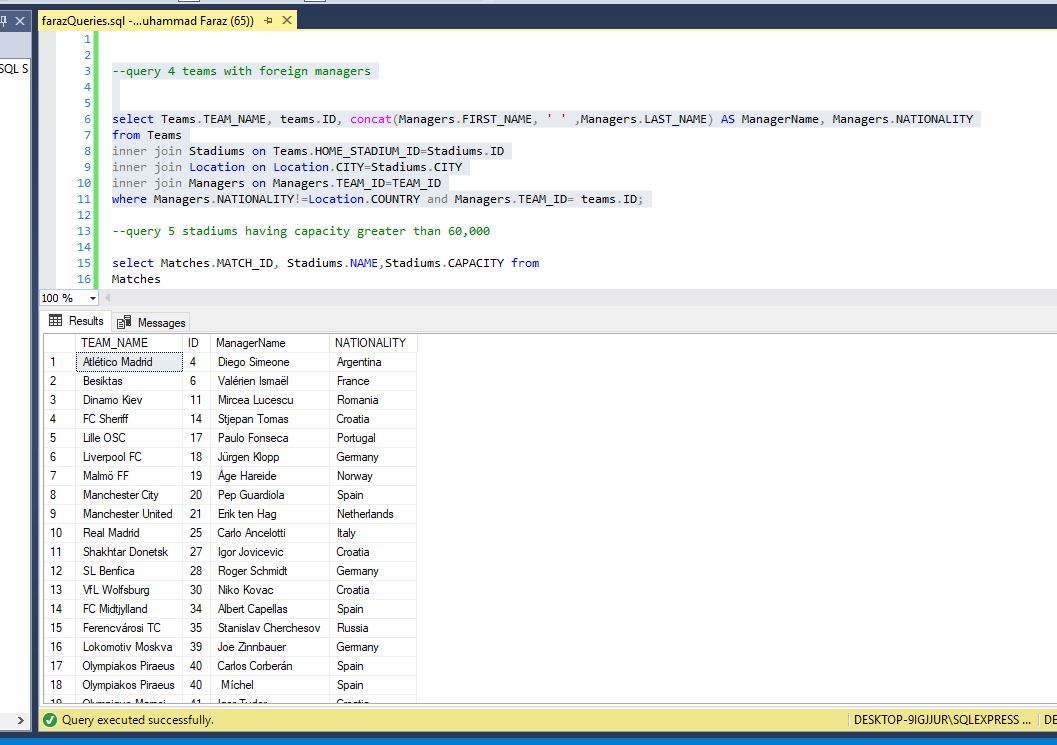 farazQueries.sql -...uhammad Faraz (65))
SQL S
1
2
3 --query 4 teams with foreign managers
4
5
6 select Teams.TEAM_NAME, teams.ID, concat(Managers.FIRST_NAME, ' ' ,Managers.LAST_NAME) AS ManagerName, Managers.NATIONALITY
7 from Teams
8 inner join Stadiums on Teams.HOME_STADIUM_ID=Stadiums.ID
9 inner join Location on Location.CITY=Stadiums.CITY
10 inner join Managers on Managers.TEAM_ID=TEAM_ID
11 where Managers.NATIONALITY!=Location.COUNTRY and Managers.TEAM_ID= teams.ID;
12
13 --query 5 stadiums having capacity greater than 60,000
14
15 select Matches.MATCH_ID, Stadiums.NAME,Stadiums.CAPACITY from
16 Matches
100 %
Results Messages
TEAM_NAME ID ManagerName NATIONALITY
1 Atlético Madrid 4 Diego Simeone Argentina
2 Besiktas 6 Valérien Ismaël France
3 Dinamo Kiev 11 Mircea Lucescu Romania
4 FC Sheriff 14 Stjepan Tomas Croatia
5 Lille OSC 17 Paulo Fonseca Portugal
6 Liverpool FC 18 Jürgen Klopp Germany
7 Malmö FF 19 Åge Hareide Norway
8 Manchester City 20 Pep Guardiola Spain
9 Manchester United 21 Erik ten Hag Netherlands
10 Real Madrid 25 Carlo Ancelotti Italy
11 Shakhtar Donetsk 27 Igor Jovicevic Croatia
12 SL Benfica 28 Roger Schmidt Germany
13 VfL Wolfsburg 30 Niko Kovac Croatia
14 FC Midtjylland 34 Albert Capellas Spain
15 Ferencvárosi TC 35 Stanislav Cherchesov Russia
16 Lokomotiv Moskva 39 Joe Zinnbauer Germany
17 Olympiakos Piraeus 40 Carlos Corberán Spain
18 Olympiakos Piraeus 40 Míchel Spain
Query executed successfully.
DESKTOP-9IGJJUR\SQLEXPRESS ... DE